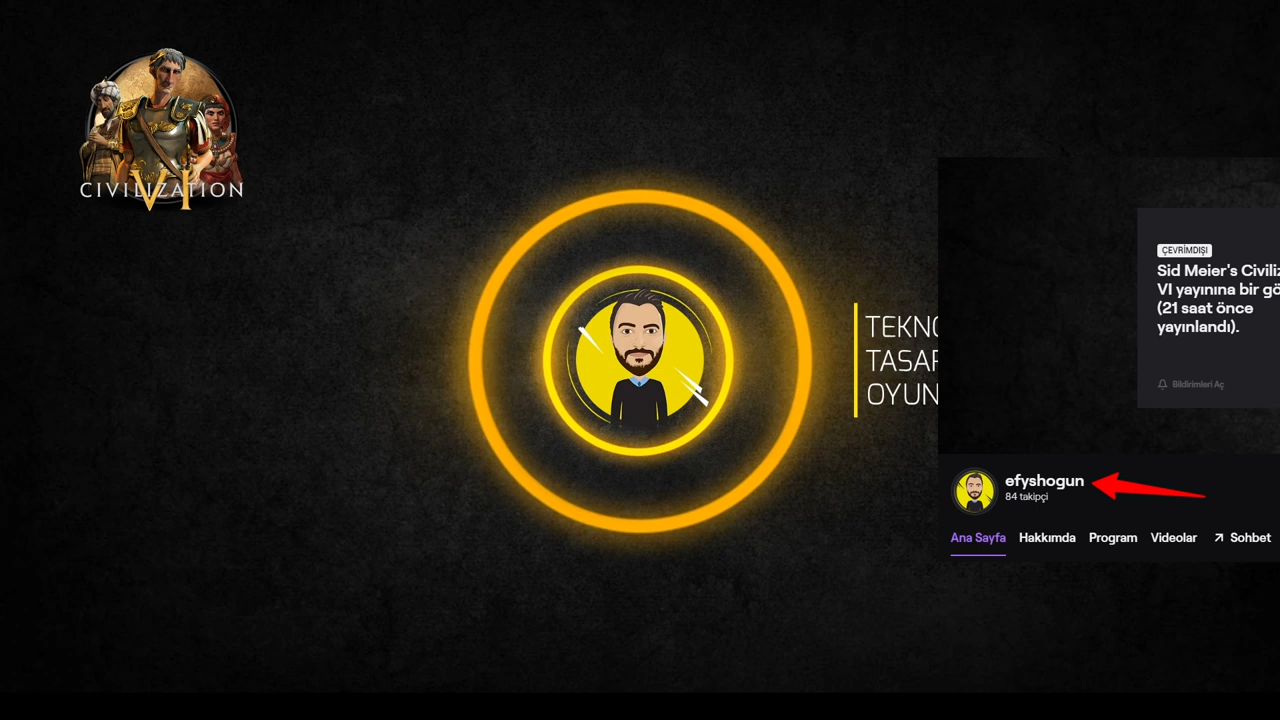 CIVILIZATION
VI
TEKNO
TASAR
OYUN
ÇEVRİMDIŞI
Sid Meier's Civiliz
VI yayınına bir gö
(21 saat önce
yayınlandı).
Bildirimleri Aç
efyshogun
84 takipçi
Ana Sayfa Hakkımda Program Videolar Sohbet